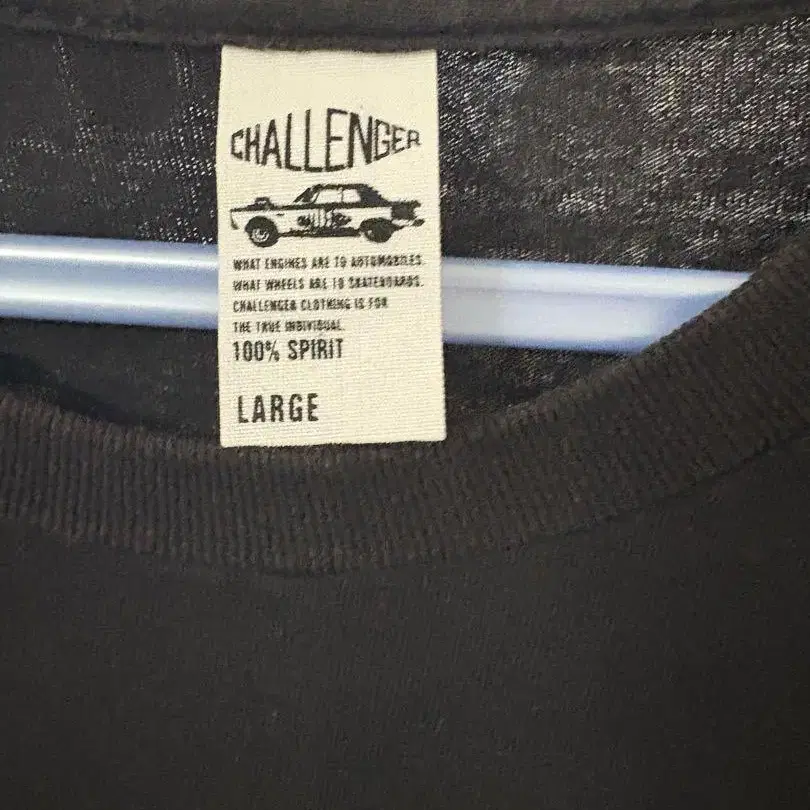 CHALLENGER
WHAT ENGINES ARE TO AUTOMOBILES
WHAT WHEELS ARE TO SKATEBOARDS.
CHALLENGER CLOTHING IS FOR
THE TRUE INDIVIDUAL.
100% SPIRIT
LARGE